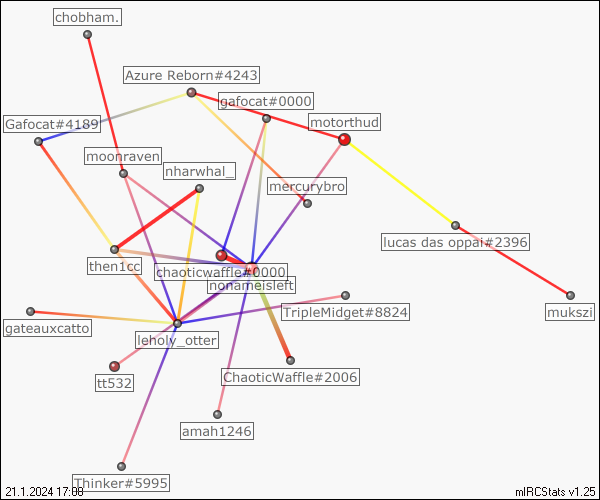 chobham.
Azure Reborn#4243
gafocat#0000
Gafocat#4189
motorthud
moonraven
nharwhal_
mercurybro
lucas das oppai#2396
then1cc
chaoticwaffle#0000
nonameisleft
TripleMidget#8824
mukszi
gateauxcatto
leholy_otter
tt532
ChaoticWaffle#2006
amah1246
Thinker#5995
21.1.2024 17:08
mIRCStats v1.25